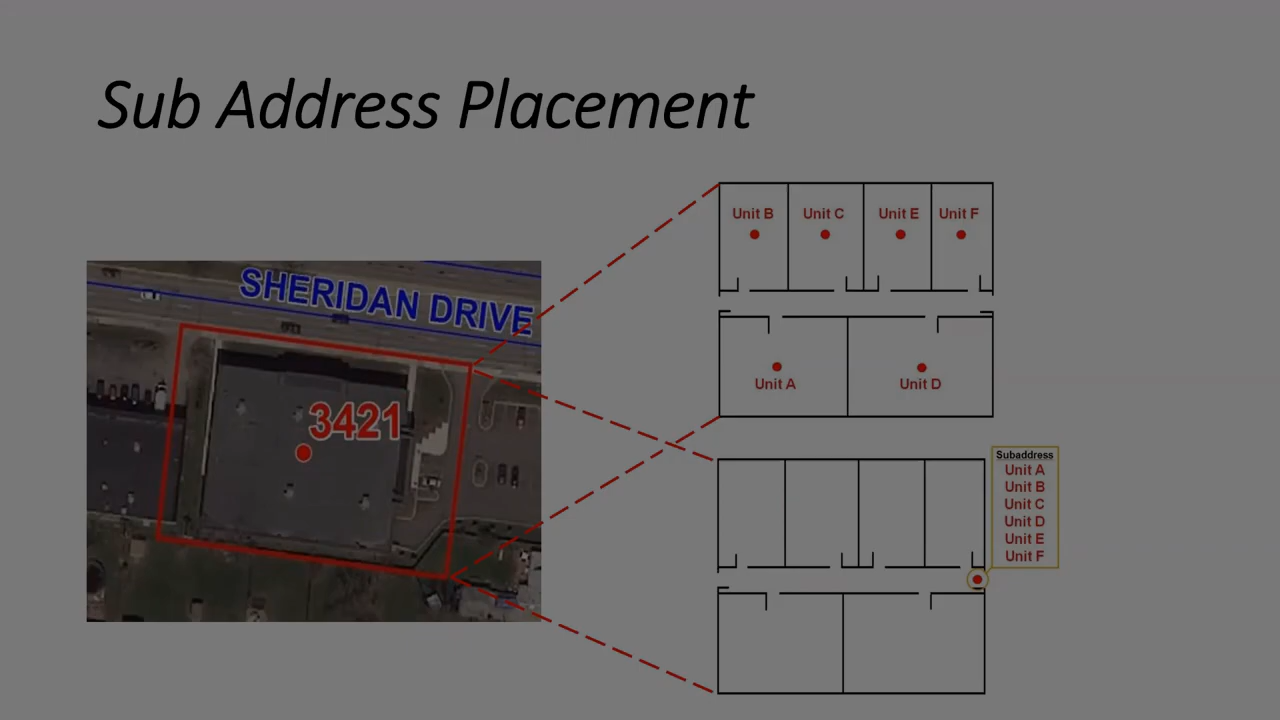 Sub Address Placement
SHERIDAN DRIVE
3421
Unit B
Unit C
Unit E
Unit F
Unit A
Unit D
Subaddress
Unit A
Unit B
Unit C
Unit D
Unit E
Unit F